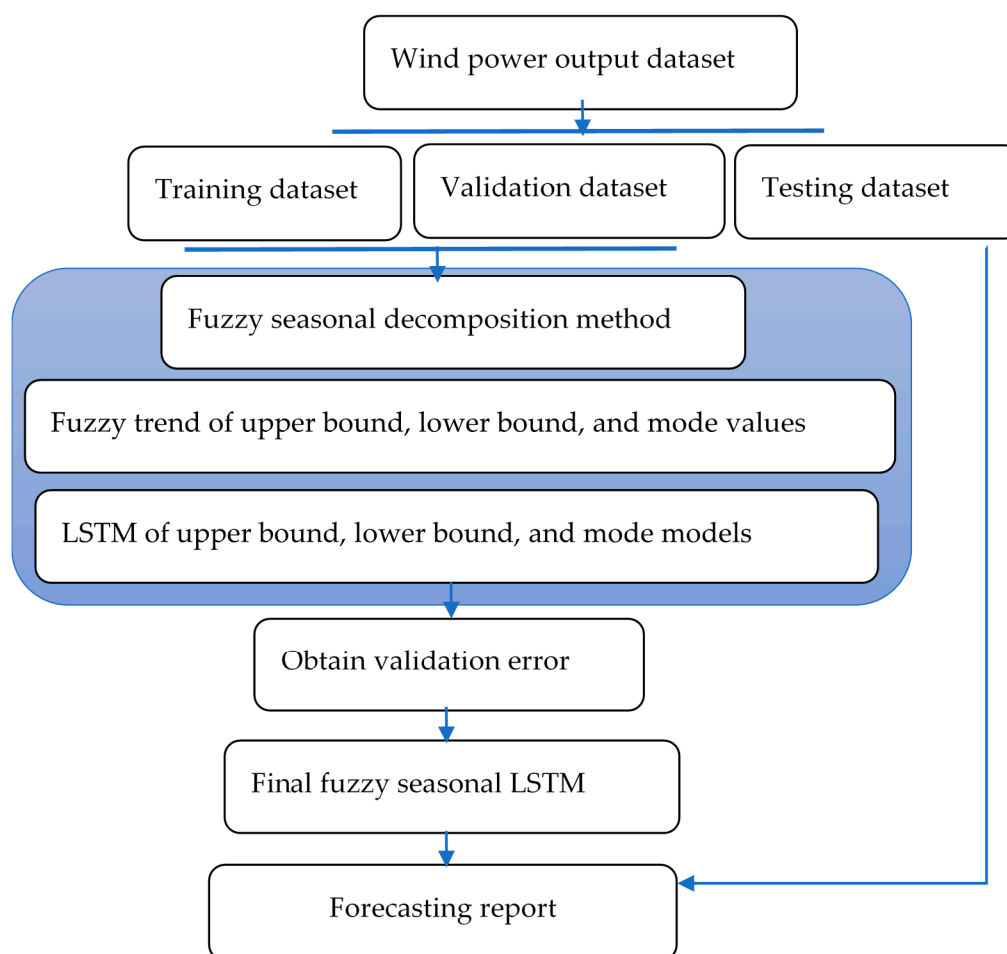 Wind power output dataset
Training dataset
Validation dataset
Testing dataset
Fuzzy seasonal decomposition method
Fuzzy trend of upper bound, lower bound, and mode values
LSTM of upper bound, lower bound, and mode models
Obtain validation error
Final fuzzy seasonal LSTM
Forecasting report